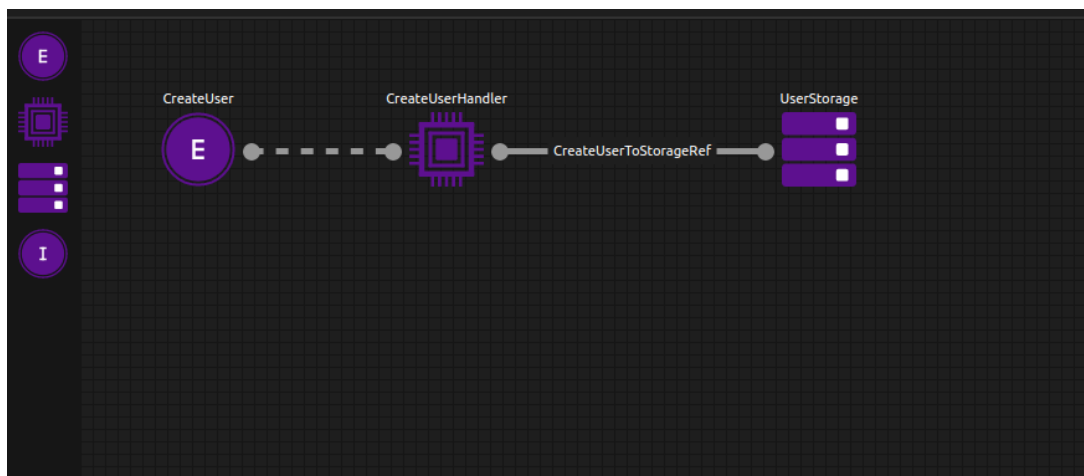 E
I
CreateUser
E
CreateUserHandler
CreateUserToStorageRef
UserStorage